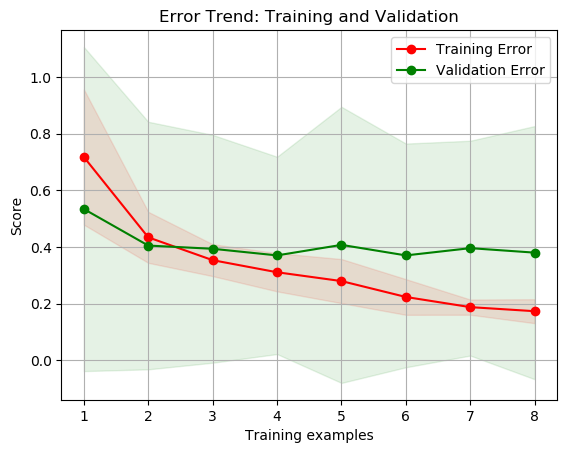 Error Trend: Training and Validation
Training Error
Validation Error
Score
1.0
0.8
0.6
0.4
0.2
0.0
1 2 3 4 5 6 7 8
Training examples